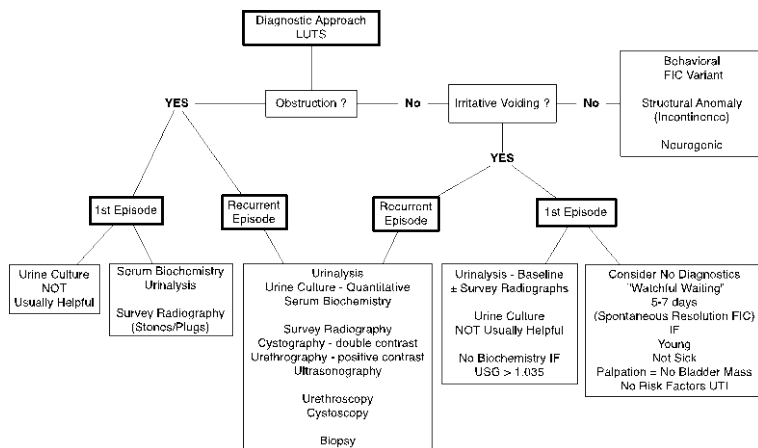 Diagnostic Approach
LUTS
Obstruction ?
No
Irritative Voiding ?
No
Behavioral
FIC Variant
Structural Anomaly
(Incontinence)
Neurogenic
YES
YES
1st Episode
Recurrent
Episode
Recurrent
Episode
1st Episode
Urine Culture
NOT
Usually Helpful
Serum Biochemistry
Urinalysis
Survey Radiography
(Stones/Plugs)
Urinalysis
Urine Culture - Quantitative
Serum Biochemistry
Survey Radiography
Cystography - double contrast
Urethrography - positive contrast
Ultrasonography
Urethroscopy
Cystoscopy
Biopsy
Urinalysis - Baseline
± Survey Radiographs
Urine Culture
NOT Usually Helpful
No Biochemistry IF
USG > 1.035
Consider No Diagnostics
"Watchful Waiting"
5-7 days
(Spontaneous Resolution FIC)
IF
Young
Not Sick
Palpation = No Bladder Mass
No Risk Factors UTI